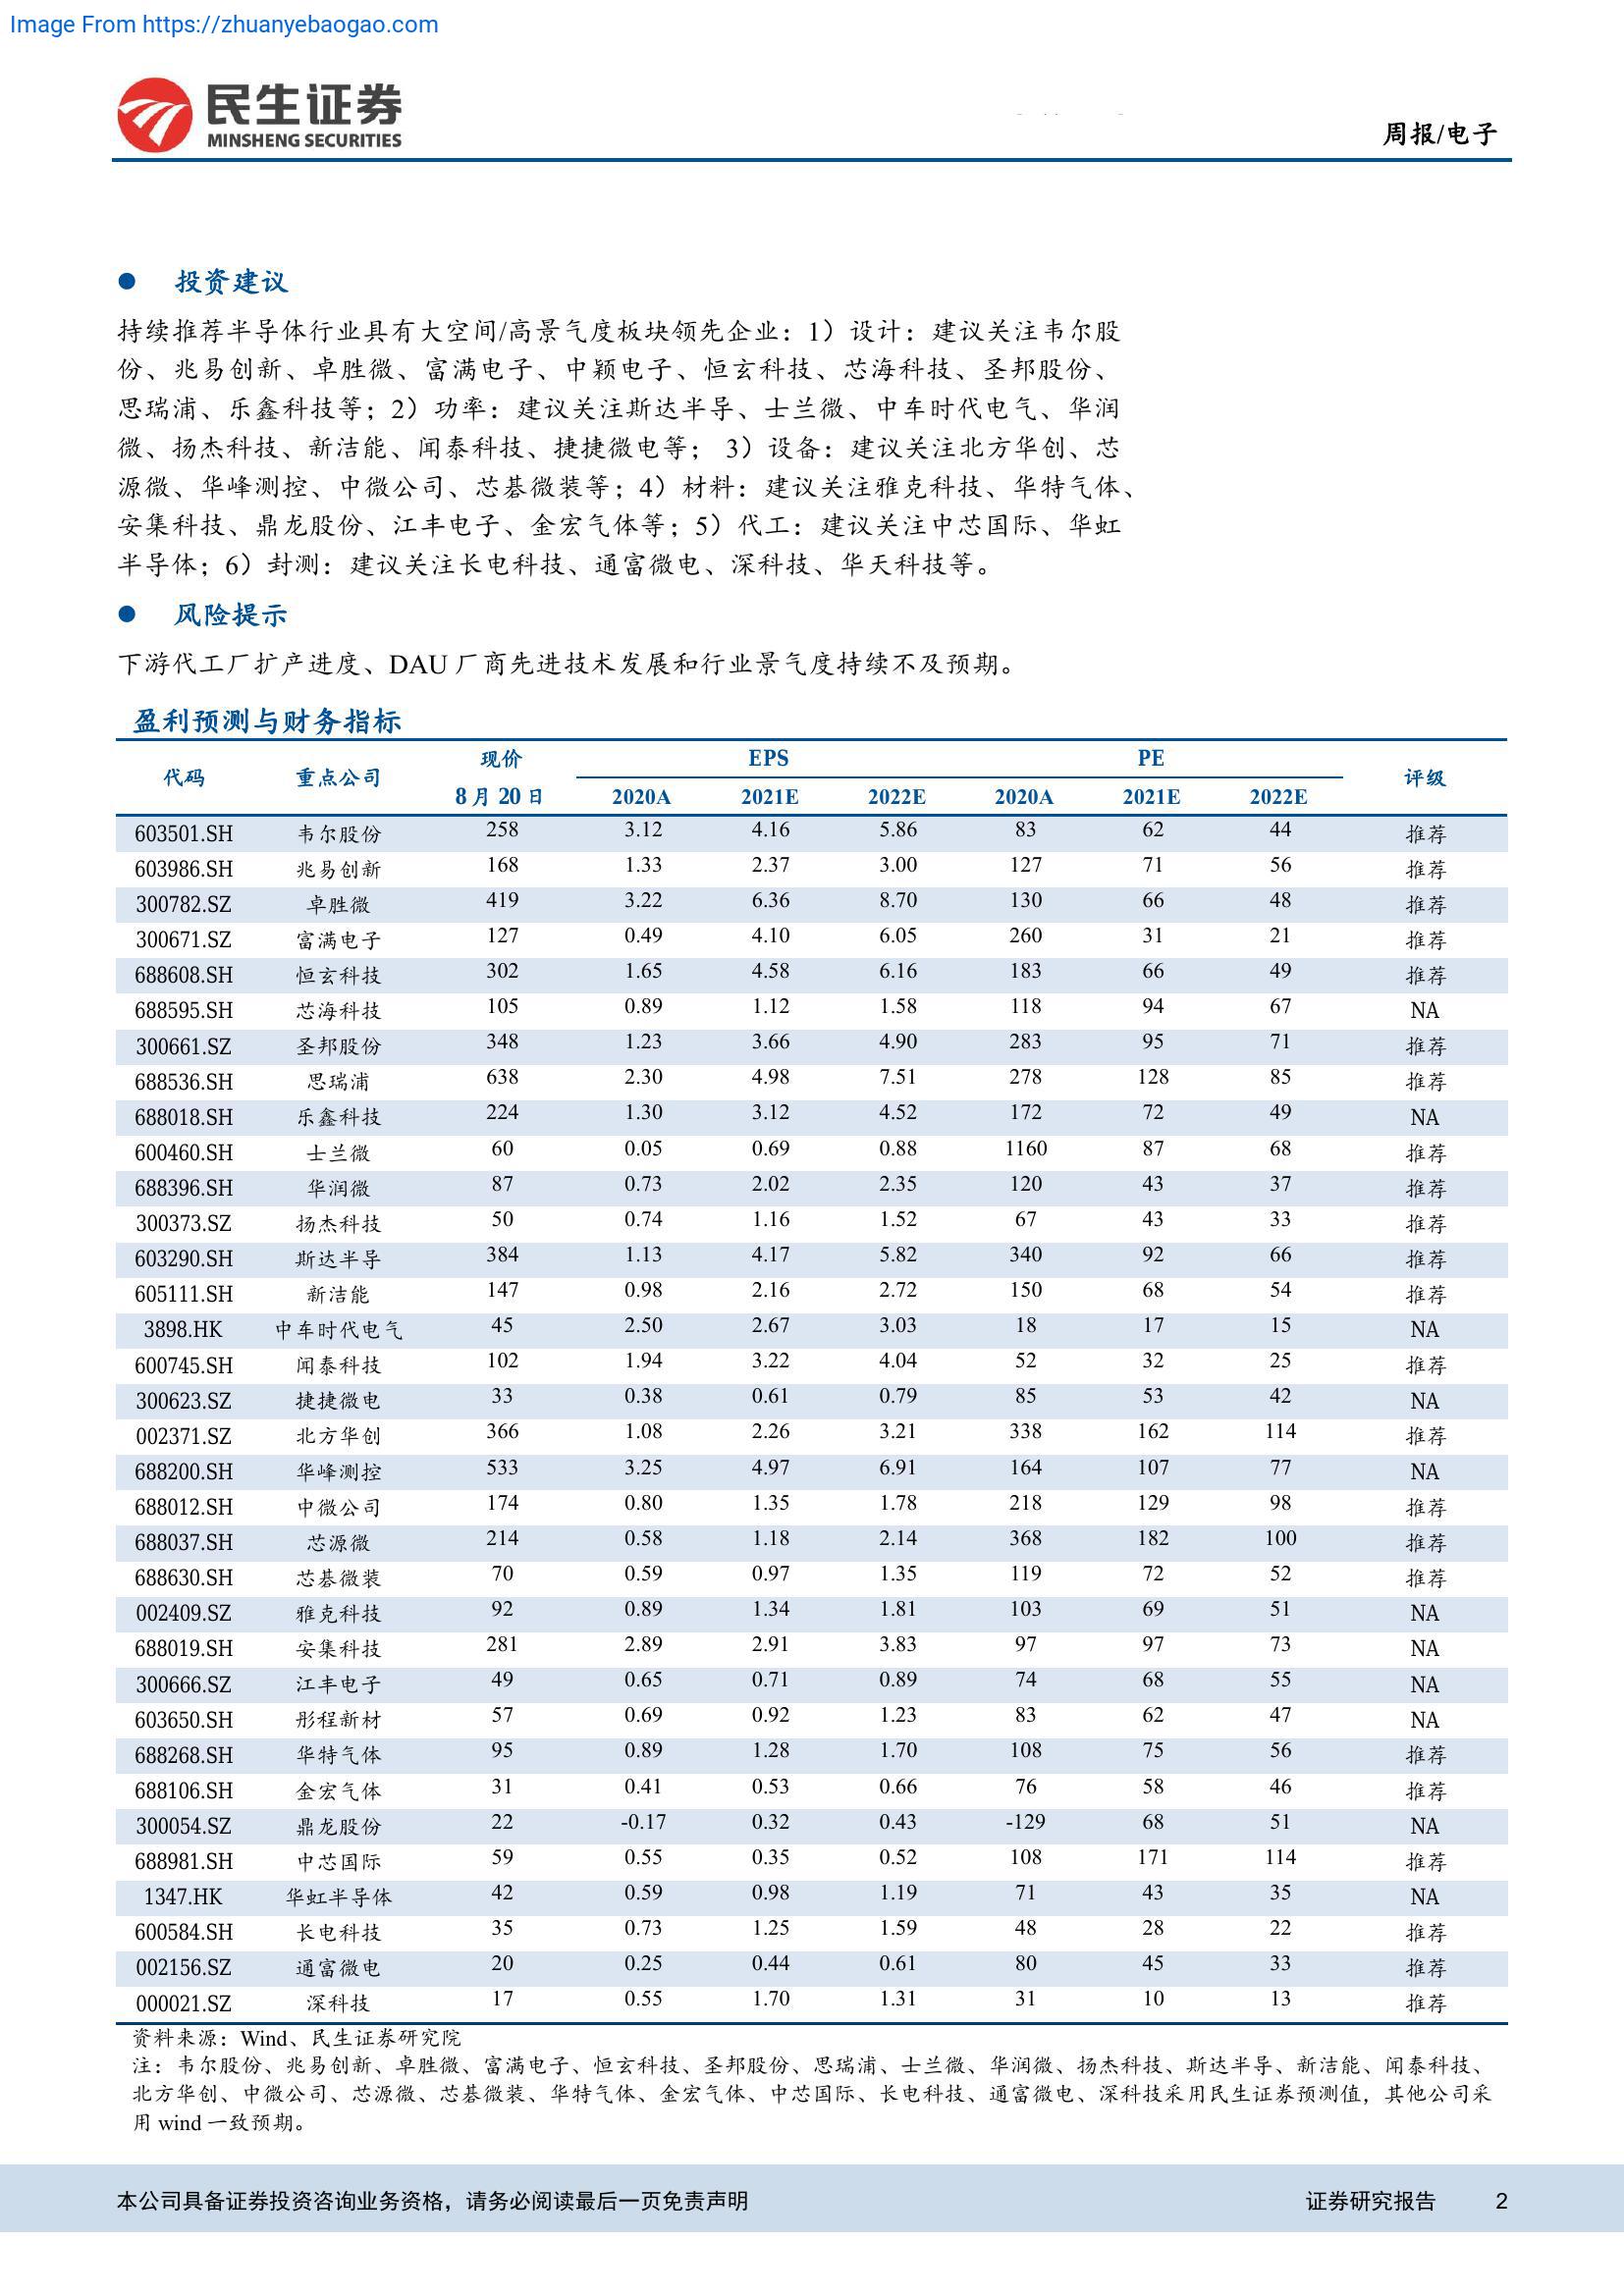 Image From https://zhuanyebaogao.com
民生证券
MINSHENG SECURITIES
周报/电子
● 投资建议
持续推荐半导体行业具有大空间/高景气度板块领先企业：1）设计：建议关注韦尔股
份、兆易创新、卓胜微、富满电子、中颖电子、恒玄科技、芯海科技、圣邦股份、
思瑞浦、乐鑫科技等；2）功率：建议关注斯达半导、士兰微、中车时代电气、华润
微、扬杰科技、新洁能、闻泰科技、捷捷微电等； 3）设备：建议关注北方华创、芯
源微、华峰测控、中微公司、芯碁微装等；4）材料：建议关注雅克科技、华特气体、
安集科技、鼎龙股份、江丰电子、金宏气体等；5）代工：建议关注中芯国际、华虹
半导体；6）封测：建议关注长电科技、通富微电、深科技、华天科技等。
● 风险提示
下游代工厂扩产进度、DAU 厂商先进技术发展和行业景气度持续不及预期。
盈利预测与财务指标
代码 重点公司 现价 EPS PE 评级
8 月 20 日 2020A 2021E 2022E 2020A 2021E 2022E
603501.SH 韦尔股份 258 3.12 4.16 5.86 83 62 44 推荐
603986.SH 兆易创新 168 1.33 2.37 3.00 127 71 56 推荐
300782.SZ 卓胜微 419 3.22 6.36 8.70 130 66 48 推荐
300671.SZ 富满电子 127 0.49 4.10 6.05 260 31 21 推荐
688608.SH 恒玄科技 302 1.65 4.58 6.16 183 66 49 推荐
688595.SH 芯海科技 105 0.89 1.12 1.58 118 94 67 NA
300661.SZ 圣邦股份 348 1.23 3.66 4.90 283 95 71 推荐
688536.SH 思瑞浦 638 2.30 4.98 7.51 278 128 85 推荐
688018.SH 乐鑫科技 224 1.30 3.12 4.52 172 72 49 NA
600460.SH 士兰微 60 0.05 0.69 0.88 1160 87 68 推荐
688396.SH 华润微 87 0.73 2.02 2.35 120 43 37 推荐
300373.SZ 扬杰科技 50 0.74 1.16 1.52 67 43 33 推荐
603290.SH 斯达半导 384 1.13 4.17 5.82 340 92 66 推荐
605111.SH 新洁能 147 0.98 2.16 2.72 150 68 54 推荐
3898.HK 中车时代电气 45 2.50 2.67 3.03 18 17 15 NA
600745.SH 闻泰科技 102 1.94 3.22 4.04 52 32 25 推荐
300623.SZ 捷捷微电 33 0.38 0.61 0.79 85 53 42 NA
002371.SZ 北方华创 366 1.08 2.26 3.21 338 162 114 推荐
688200.SH 华峰测控 533 3.25 4.97 6.91 164 107 77 NA
688012.SH 中微公司 174 0.80 1.35 1.78 218 129 98 推荐
688037.SH 芯源微 214 0.58 1.18 2.14 368 182 100 推荐
688630.SH 芯碁微装 70 0.59 0.97 1.35 119 72 52 推荐
002409.SZ 雅克科技 92 0.89 1.34 1.81 103 69 51 NA
688019.SH 安集科技 281 2.89 2.91 3.83 97 97 73 NA
300666.SZ 江丰电子 49 0.65 0.71 0.89 74 68 55 NA
603650.SH 彤程新材 57 0.69 0.92 1.23 83 62 47 NA
688268.SH 华特气体 95 0.89 1.28 1.70 108 75 56 推荐
688106.SH 金宏气体 31 0.41 0.53 0.66 76 58 46 推荐
300054.SZ 鼎龙股份 22 -0.17 0.32 0.43 -129 68 51 NA
688981.SH 中芯国际 59 0.55 0.35 0.52 108 171 114 推荐
1347.HK 华虹半导体 42 0.59 0.98 1.19 71 43 35 NA
600584.SH 长电科技 35 0.73 1.25 1.59 48 28 22 推荐
002156.SZ 通富微电 20 0.25 0.44 0.61 80 45 33 推荐
000021.SZ 深科技 17 0.55 1.70 1.31 31 10 13 推荐
资料来源：Wind、民生证券研究院
注：韦尔股份、兆易创新、卓胜微、富满电子、恒玄科技、圣邦股份、思瑞浦、士兰微、华润微、扬杰科技、斯达半导、新洁能、闻泰科技、
北方华创、中微公司、芯源微、芯碁微装、华特气体、金宏气体、中芯国际、长电科技、通富微电、深科技采用民生证券预测值，其他公司采
用 wind 一致预期。
本公司具备证券投资咨询业务资格，请务必阅读最后一页免责声明 证券研究报告 2